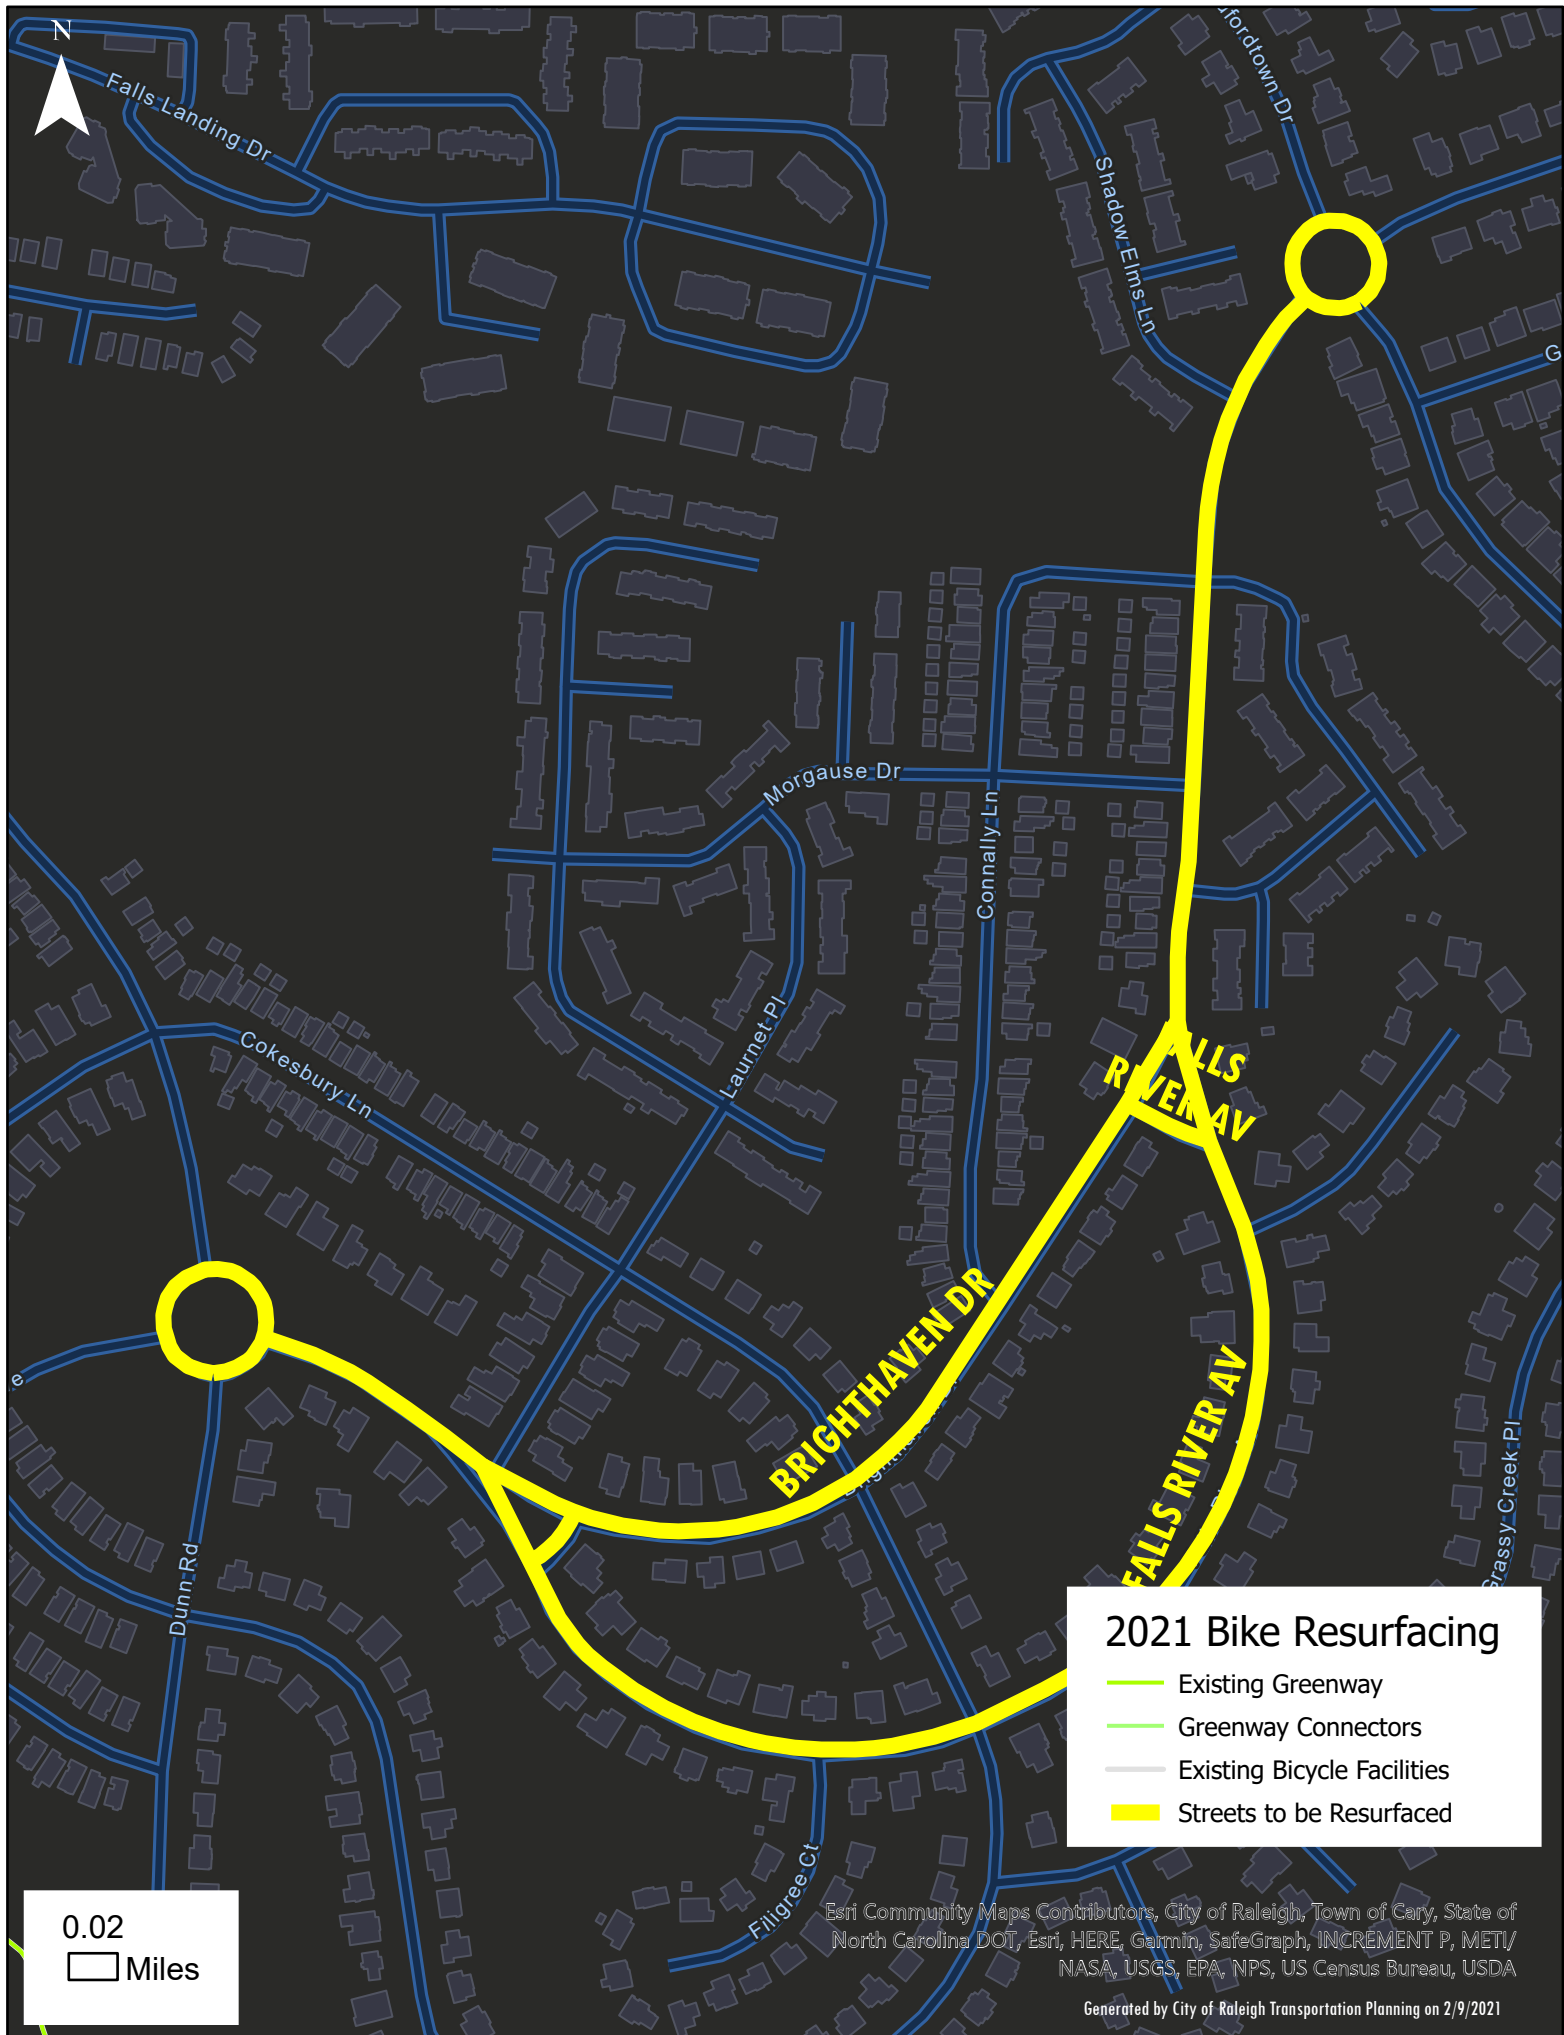 N
Falls Landing Dr
fordtown Dr
Shadow Elms Ln
G
Morgause Dr
Connally Ln
Laurnet Pl
Cokesbury Ln
FALLS
RIVER AV
BRIGHTHAVEN DR
FALLS RIVER AV
e
Dunn Rd
Grassy Creek Pl
Filigree Ct
2021 Bike Resurfacing
Existing Greenway
Greenway Connectors
Existing Bicycle Facilities
Streets to be Resurfaced
0.02
Miles
Esri Community Maps Contributors, City of Raleigh, Town of Cary, State of
North Carolina DOT, Esri, HERE, Garmin, SafeGraph, INCREMENT P, METI/
NASA, USGS, EPA, NPS, US Census Bureau, USDA
Generated by City of Raleigh Transportation Planning on 2/9/2021